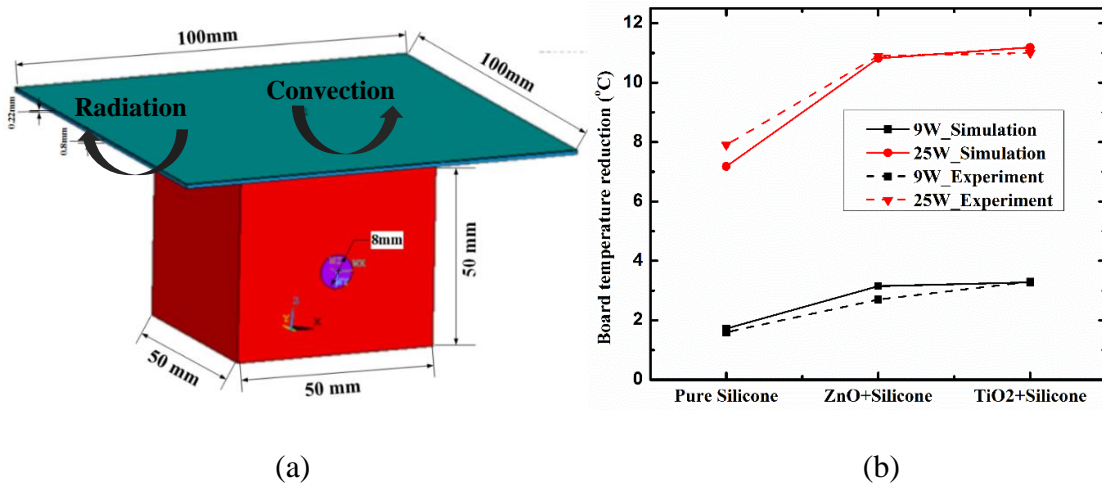 100mm
100mm
Radiation
Convection
0.22mm
0.8mm
8mm
WX
50 mm
X
50 mm
50 mm
(a)
Board temperature reduction (°C)
12
10
8
6
4
2
0
9W_Simulation
25W_Simulation
9W_Experiment
25W_Experiment
Pure Silicone
ZnO+Silicone
TiO2+Silicone
(b)